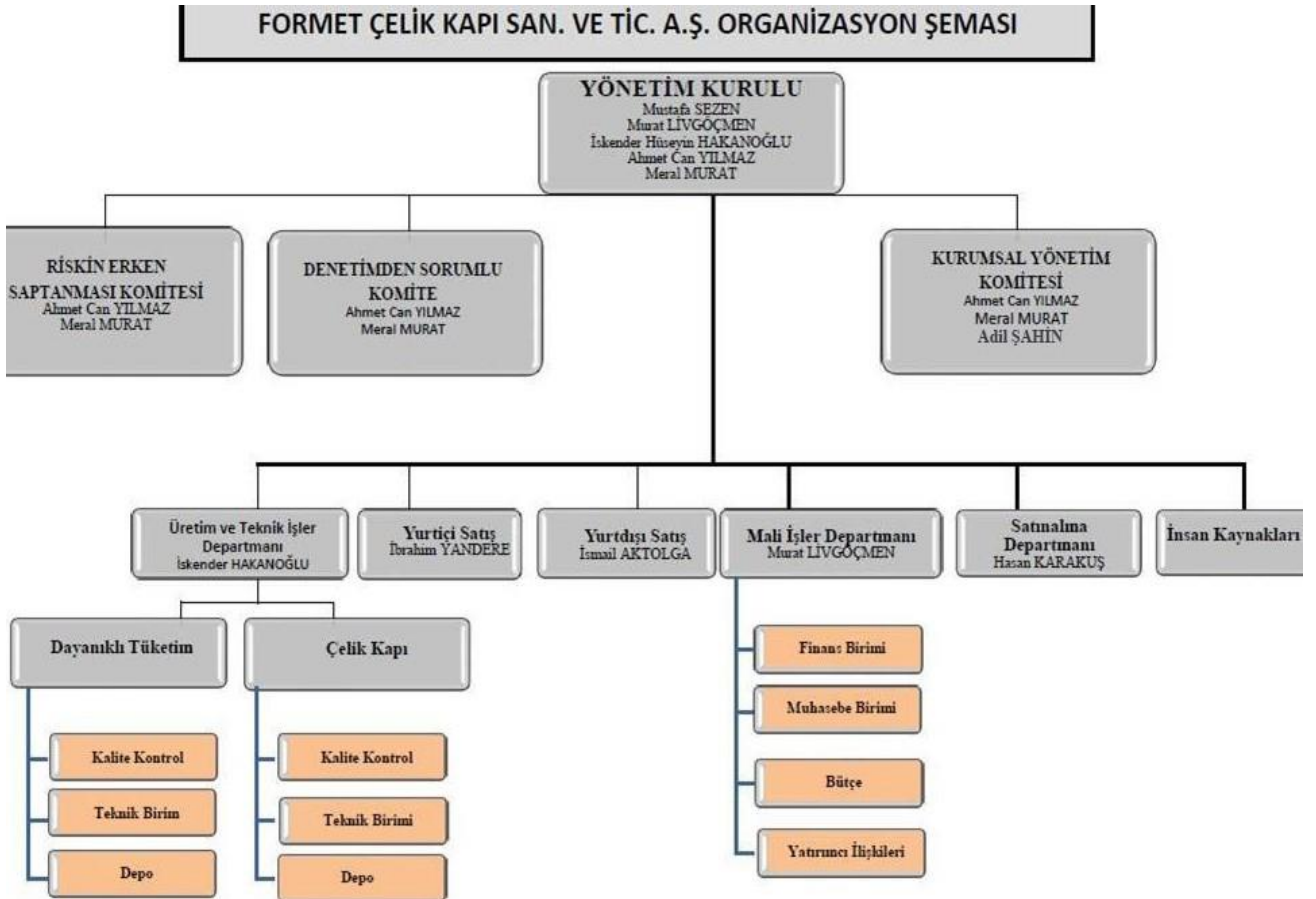 FORMET ÇELİK KAPI SAN. VE TİC. A.Ş. ORGANİZASYON ŞEMASI
YÖNETİM KURULU
Mustafa SEZEN
Murat LİVGÖÇMEN
İskender Hüseyin HAKANOĞLU
Ahmet Can YILMAZ
Meral MURAT
RİSKİN ERKEN
SAPTANMASI KOMİTESİ
Ahmet Can YILMAZ
Meral MURAT
DENETİMDEN SORUMLU
KOMİTE
Ahmet Can YILMAZ
Meral MURAT
KURUMSAL YÖNETİM
KOMİTESİ
Ahmet Can YILMAZ
Meral MURAT
Adil ŞAHİN
Üretim ve Teknik İşler
Departmanı
İskender HAKANOĞLU
Yurtiçi Satış
İbrahim YANDERE
Yurtdışı Satış
İsmail AKTOLGA
Mali İşler Departmanı
Murat LİVGÖÇMEN
Satınalma
Departmanı
Hasan KARAKUŞ
İnsan Kaynakları
Dayanıklı Tüketim
Çelik Kapı
Kalite Kontrol
Teknik Birim
Depo
Kalite Kontrol
Teknik Birimi
Depo
Finans Birimi
Muhasebe Birimi
Bütçe
Yatırımcı İlişkileri